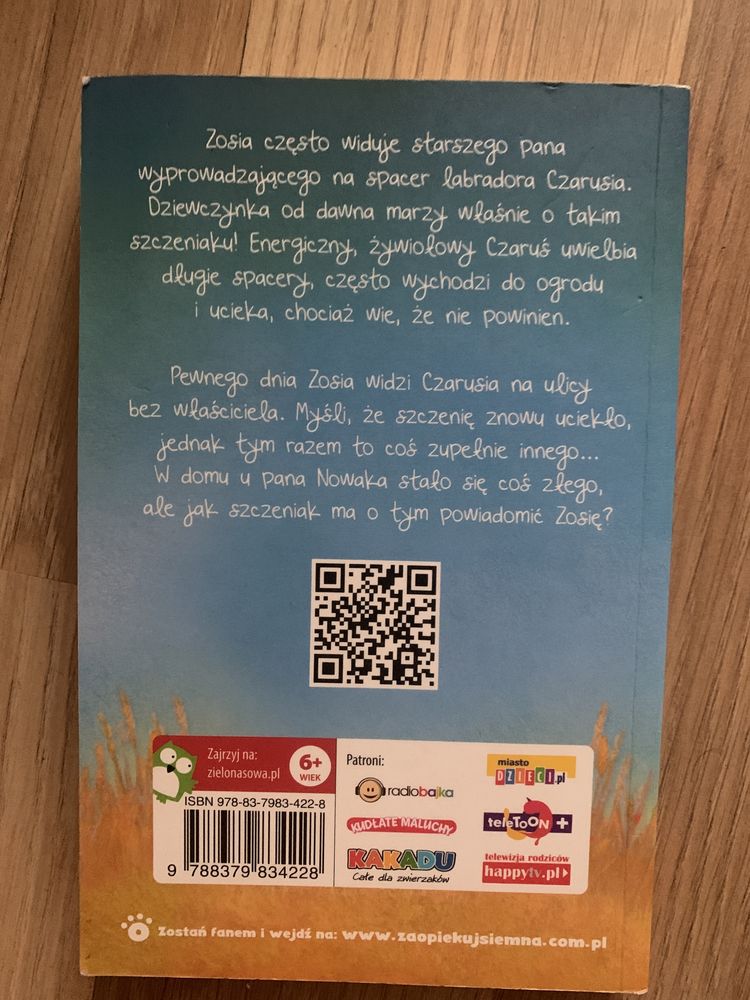 Zosia często widuje starszego pana
wyprowadzającego na spacer labradora Czarusia.
Dziewczynka od dawna marzy właśnie o takim
szczeniaku! Energiczny, żywiołowy Czaruś uwielbia
długie spacery, często wychodzi do ogrodu
i ucieka, chociaż wie, że nie powinien.
Pewnego dnia Zosia widzi Czarusia na ulicy
bez właściciela. Myśli, że szczenię znowu uciekło,
jednak tym razem to coś zupełnie innego...
W domu u pana Nowaka stało się coś złego,
ale jak szczeniak ma o tym powiadomić Zosię?
Zajrzyj na:
zielonasowa.pl
6+
WIEK
ISBN 978-83-7983-422-8
9 788379 834228
Patroni:
radiobajka
KUDŁATE MALUCHY
KAKADU
Całe dla zwierzaków
miasto
DZIECI.pl
teleTOON+
telewizja rodziców
happytv.pl
Zostań fanem i wejdź na: www.zaopiekujsiemna.com.pl